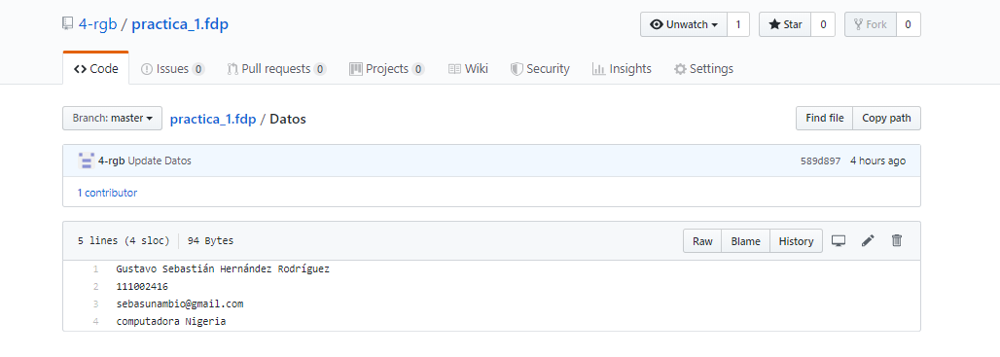 4-rgb / practica_1.fdp
Unwatch 1 Star 0 Fork 0
Code Issues 0 Pull requests 0 Projects 0 Wiki Security Insights Settings
Branch: master practica_1.fdp / Datos Find file Copy path
4-rgb Update Datos 589d897 4 hours ago
1 contributor
5 lines (4 sloc) 94 Bytes Raw Blame History
1 Gustavo Sebastián Hernández Rodríguez
2 111002416
3 sebasunambio@gmail.com
4 computadora Nigeria